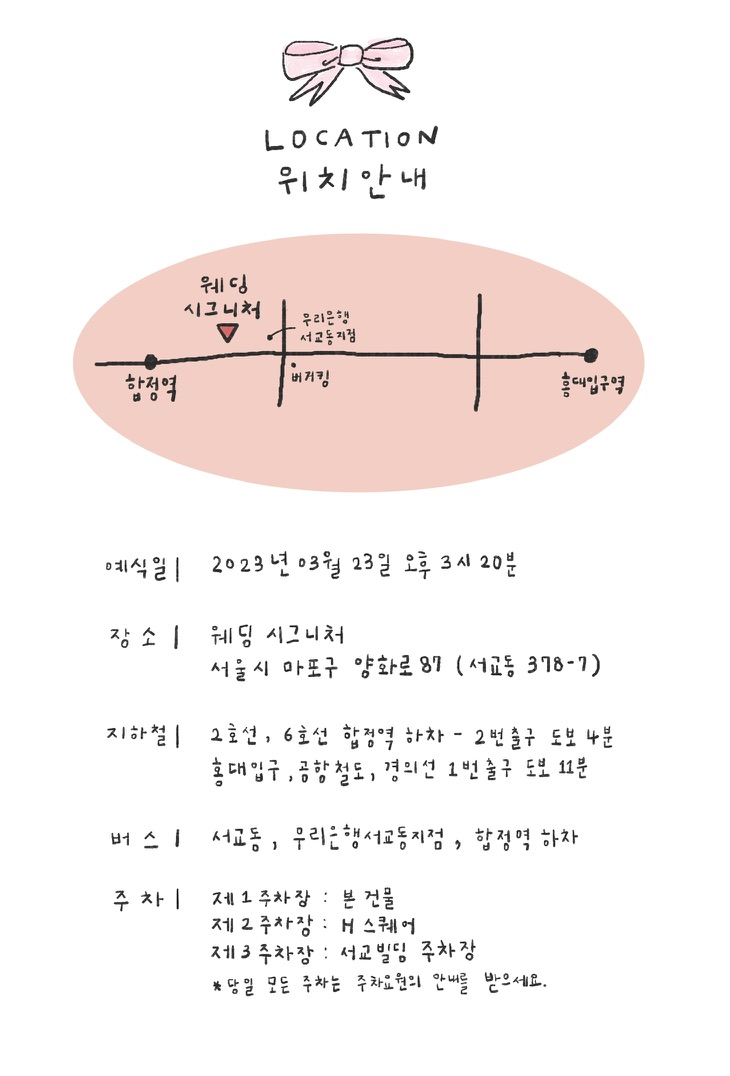 LOCATION
위치안내
웨딩
시그니처
우리은행
서교동지점
합정역
버거킹
홍대입구역
예식일| 2023년 03월 23일 오후 3시 20분
장소| 웨딩 시그니처
서울시 마포구 양화로 87 (서교동 378-7)
지하철| 2호선, 6호선 합정역 하차 - 2번출구 도보 4분
홍대입구, 공항철도, 경의선 1번출구 도보 11분
버스| 서교동, 우리은행서교동지점, 합정역 하차
주차| 제1주차장 : 본 건물
제2주차장 : H 스퀘어
제3주차장 : 서교빌딩 주차장
*당일 모든 주차는 주차요원의 안내를 받으세요.